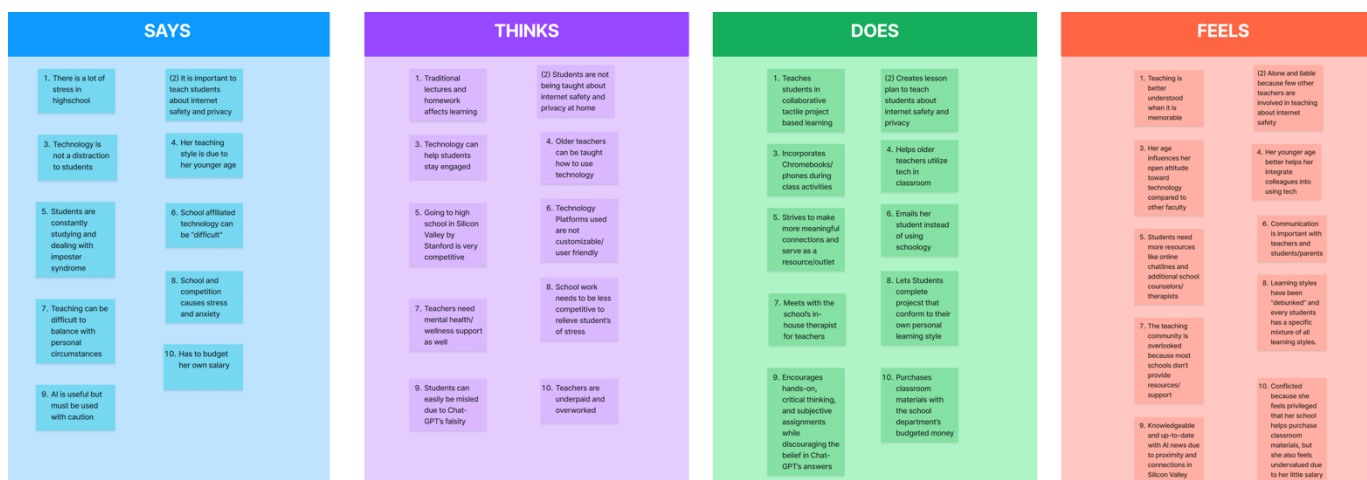 SAYS
1. There is a lot of
stress in
highschool
(2) It is important to
teach students
about internet
safety and privacy
3. Technology is
not a distraction
to students
4. Her teaching
style is due to
her younger age
5. Students are
constantly
studying and
dealing with
imposter
syndrome
6. School affiliated
technology can
be "difficult"
7. Teaching can be
difficult to
balance with
personal
circumstances
8. School and
competition
causes stress
and anxiety
9. AI is useful but
must be used
with caution
10. Has to budget
her own salary
THINKS
1. Traditional
lectures and
homework
affects learning
(2) Students are not
being taught about
internet safety and
privacy at home
3. Technology can
help students
stay engaged
4. Older teachers
can be taught
how to use
technology
5. Going to high
school in Silicon
Valley by
Stanford is very
competitive
6. Technology
Platforms used
are not
customizable/
user friendly
7. Teachers need
mental health/
wellness support
as well
8. School work
needs to be less
competitive to
relieve student's
of stress
9. Students can
easily be misled
due to Chat-
GPT's falsity
10. Teachers are
underpaid and
overworked
DOES
1. Teaches
students in
collaborative
tactile project
based learning
(2) Creates lesson
plan to teach
students about
internet safety and
privacy
3. Incorporates
Chromebooks/
phones during
class activities
4. Helps older
teachers utilize
tech in
classroom
5. Strives to make
more meaningful
connections and
serve as a
resource/outlet
6. Emails her
student instead
of using
schoology
7. Meets with the
school's in-
house therapist
for teachers
8. Lets Students
complete
projecst that
conform to their
own personal
learning style
9. Encourages
hands-on,
critical thinking,
and subjective
assignments
while
discouraging the
belief in Chat-
GPT's answers
10. Purchases
classroom
materials with
the school
department's
budgeted money
FEELS
1. Teaching is
better
understood
when it is
memorable
(2) Alone and liable
because few other
teachers are
involved in teaching
about internet
safety
3. Her age
influences her
open attitude
toward
technology
compared to
other faculty
4. Her younger age
better helps her
integrate
colleagues into
using tech
5. Students need
more resources
like online
chatlines and
additional school
counselors/
therapists
6. Communication
is important with
teachers and
students/parents
7. The teaching
community is
overlooked
because most
schools don't
provide
resources/
support
8. Learning styles
have been
"debunked" and
every students
has a specific
mixture of all
learning styles.
9. Knowledgeable
and up-to-date
with AI news due
to proximity and
connections in
Silicon Valley
10. Conflicted
because she
feels privileged
that her school
helps purchase
classroom
materials, but
she also feels
undervalued due
to her little salary